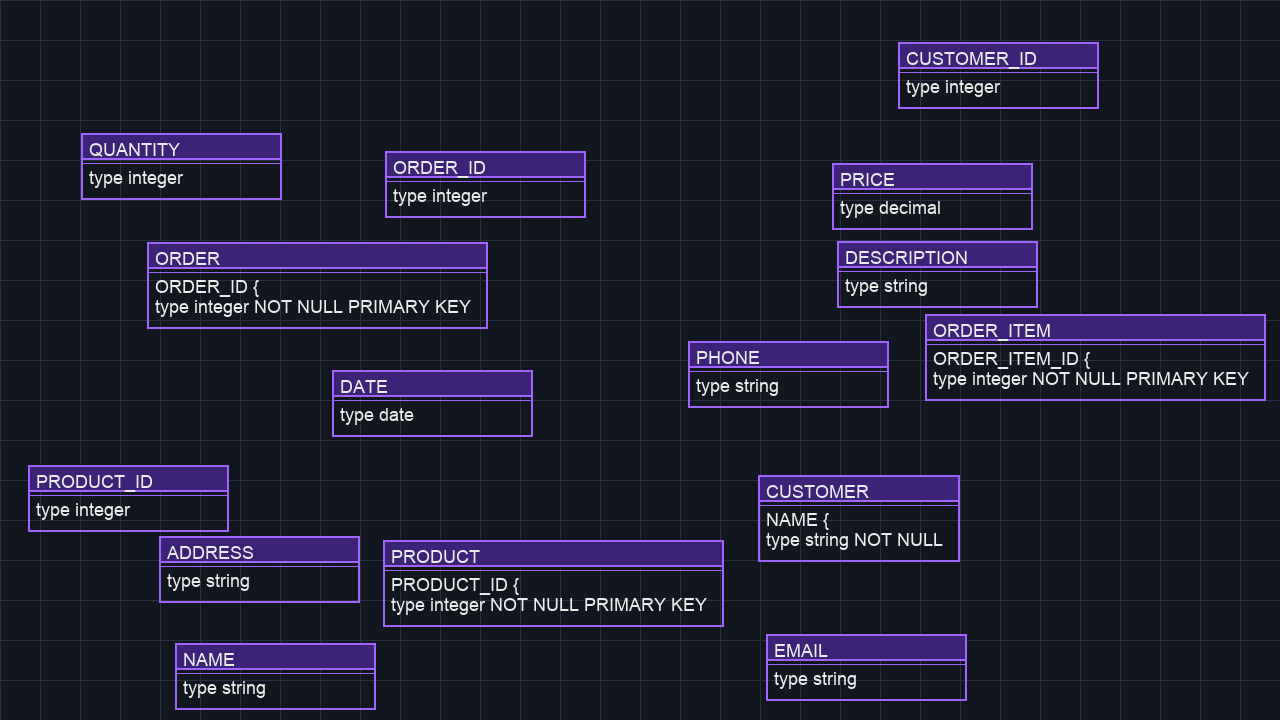 CUSTOMER_ID
type integer
QUANTITY
type integer
ORDER_ID
type integer
PRICE
type decimal
ORDER
ORDER_ID {
type integer NOT NULL PRIMARY KEY
DESCRIPTION
type string
ORDER_ITEM
ORDER_ITEM_ID {
type integer NOT NULL PRIMARY KEY
PHONE
type string
DATE
type date
PRODUCT_ID
type integer
CUSTOMER
NAME {
type string NOT NULL
ADDRESS
type string
PRODUCT
PRODUCT_ID {
type integer NOT NULL PRIMARY KEY
NAME
type string
EMAIL
type string